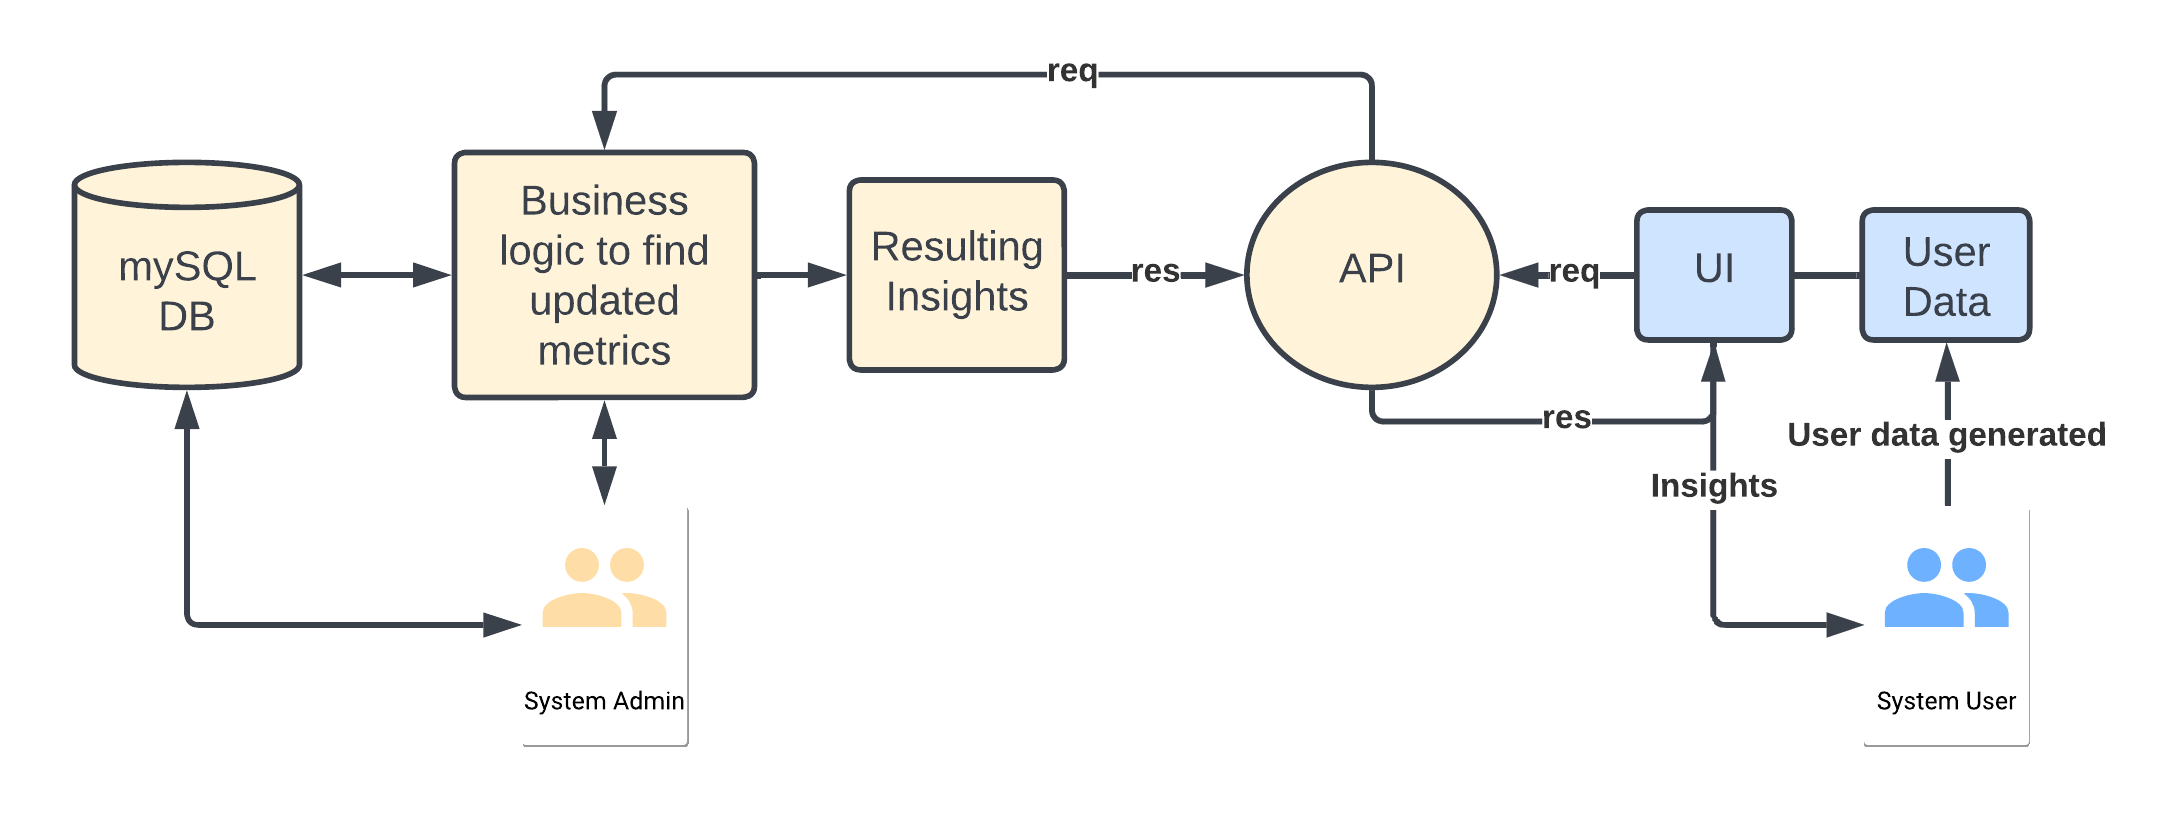 req
mySQL
DB
Business
logic to find
updated
metrics
Resulting
Insights
res
API
req
UI
User
Data
res
User data generated
Insights
System Admin
System User